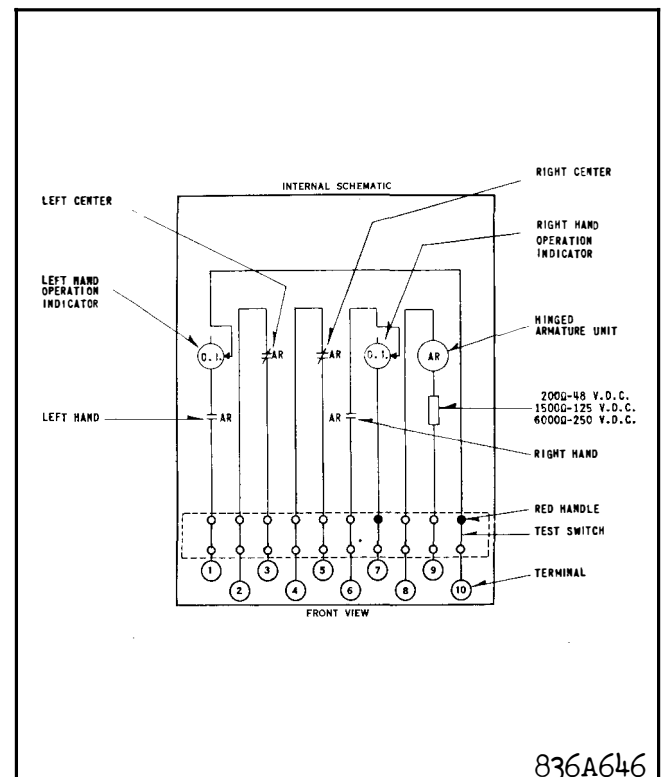 INTERNAL SCHEMATIC
RIGHT CENTER
LEFT CENTER
RIGHT HAND
OPERATION
INDICATOR
LEFT HAND
OPERATION
INDICATOR
HINGED
ARMATURE UNIT
O.I.
AR
AR
O.I.
AR
200Ω-48 V.D.C.
1500Ω-125 V.D.C.
6000Ω-250 V.D.C.
LEFT HAND
AR
AR
RIGHT HAND
RED HANDLE
TEST SWITCH
TERMINAL
1 2 3 4 5 6 7 8 9 10
FRONT VIEW
836A646